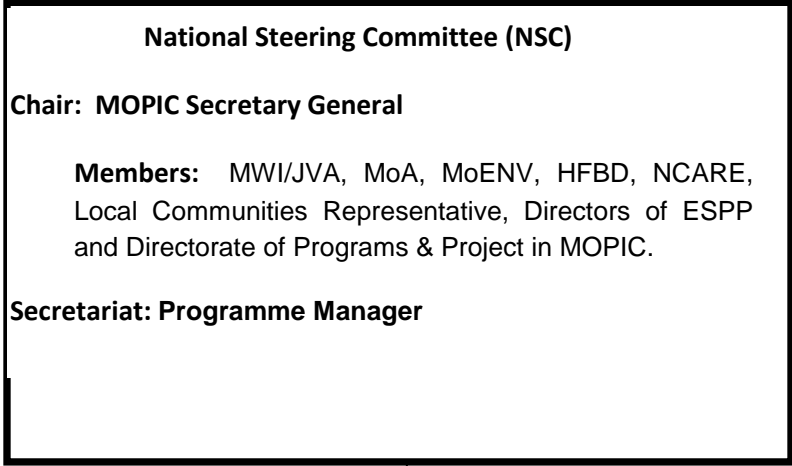 National Steering Committee (NSC)
Chair: MOPIC Secretary General
Members: MWI/JVA, MoA, MoENV, HFBD, NCARE,
Local Communities Representative, Directors of ESPP
and Directorate of Programs & Project in MOPIC.
Secretariat: Programme Manager